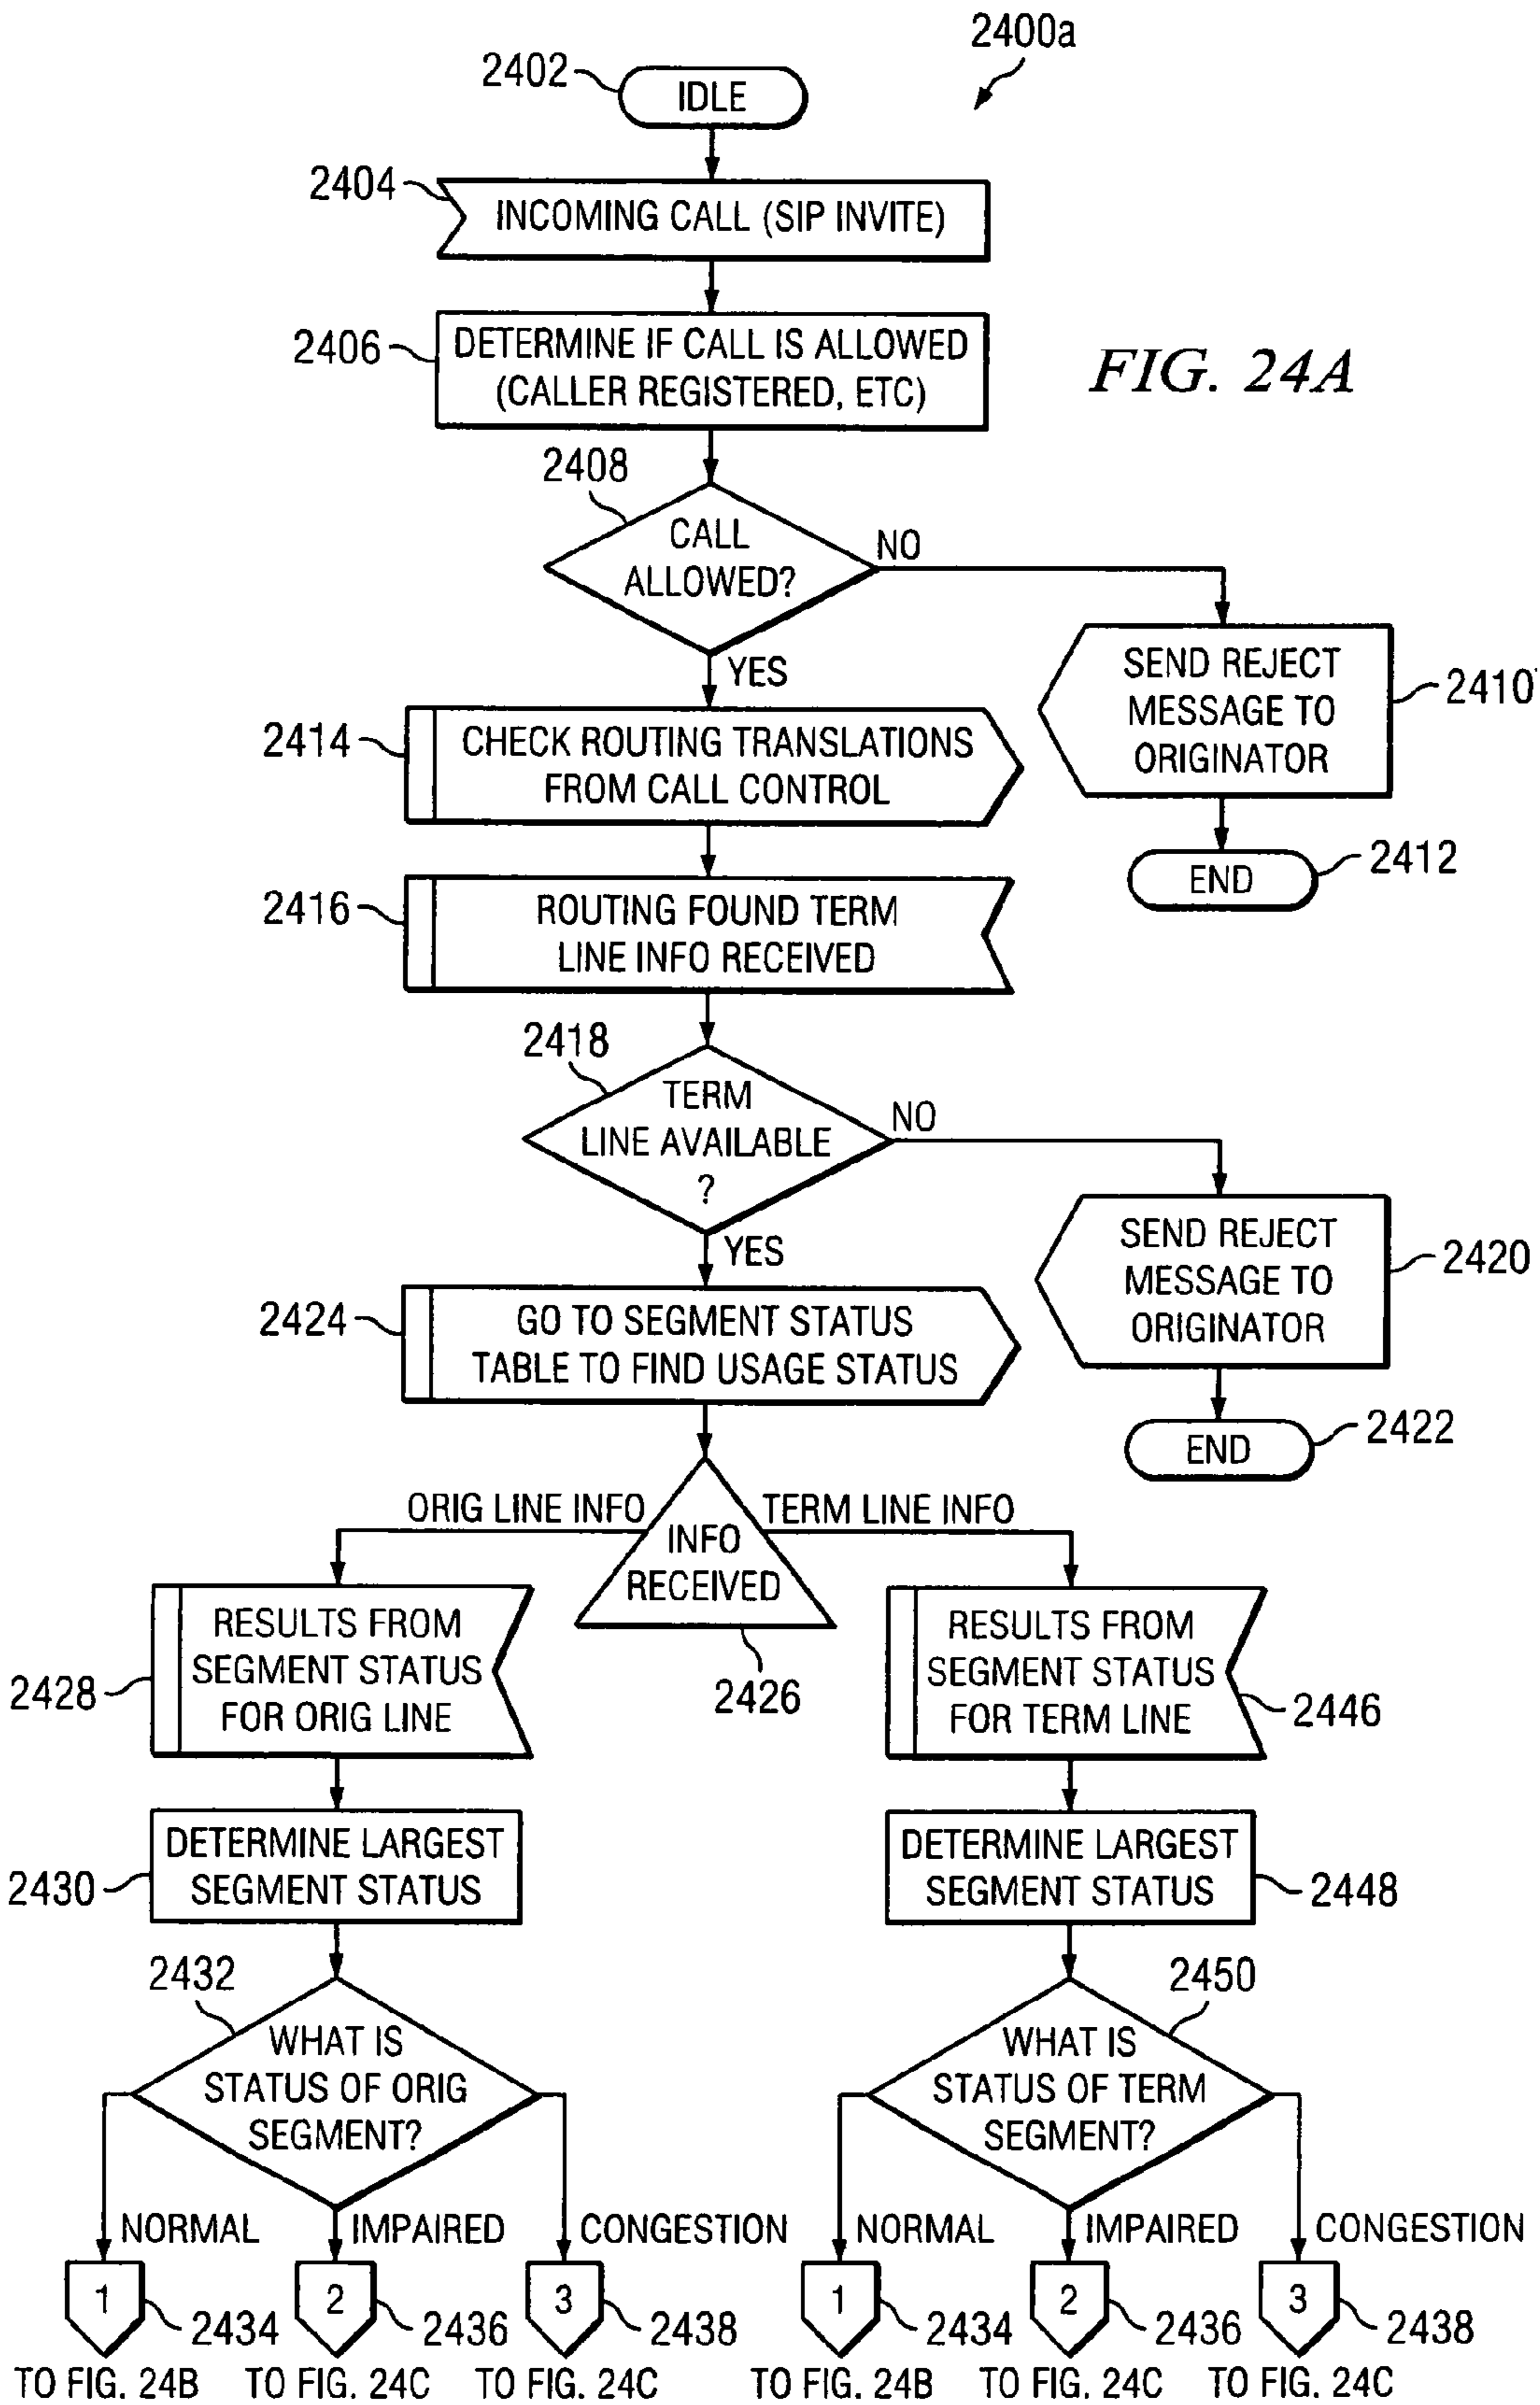 2400a
2402
IDLE
2404
INCOMING CALL (SIP INVITE)
2406
DETERMINE IF CALL IS ALLOWED
(CALLER REGISTERED, ETC)
FIG. 24A
2408
CALL
ALLOWED?
NO
YES
SEND REJECT
MESSAGE TO
ORIGINATOR
2410
2414
CHECK ROUTING TRANSLATIONS
FROM CALL CONTROL
END
2412
2416
ROUTING FOUND TERM
LINE INFO RECEIVED
2418
TERM
LINE AVAILABLE
?
NO
YES
SEND REJECT
MESSAGE TO
ORIGINATOR
2420
2424
GO TO SEGMENT STATUS
TABLE TO FIND USAGE STATUS
END
2422
ORIG LINE INFO
TERM LINE INFO
INFO
RECEIVED
2426
2428
RESULTS FROM
SEGMENT STATUS
FOR ORIG LINE
RESULTS FROM
SEGMENT STATUS
FOR TERM LINE
2446
2430
DETERMINE LARGEST
SEGMENT STATUS
DETERMINE LARGEST
SEGMENT STATUS
2448
2432
WHAT IS
STATUS OF ORIG
SEGMENT?
2450
WHAT IS
STATUS OF TERM
SEGMENT?
NORMAL
IMPAIRED
CONGESTION
NORMAL
IMPAIRED
CONGESTION
1
2434
2
2436
3
2438
1
2434
2
2436
3
2438
TO FIG. 24B
TO FIG. 24C
TO FIG. 24C
TO FIG. 24B
TO FIG. 24C
TO FIG. 24C